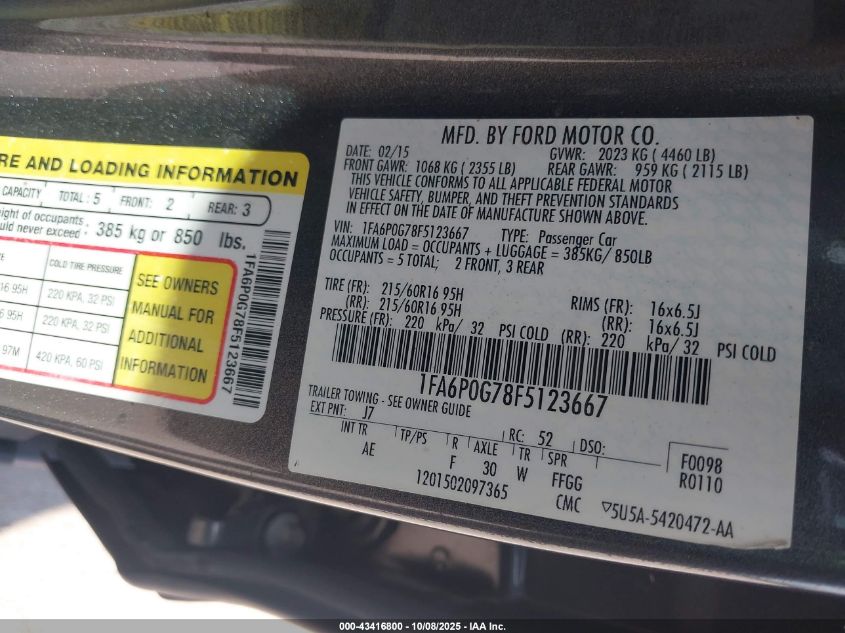 RE AND LOADING INFORMATION
CAPACITY TOTAL: 5 FRONT: 2 REAR: 3
of occupants
never exceed: 385 kg or 850 lbs.
COLD TIRE PRESSURE
95H 220 KPA, 32 PSI
95H 220 KPA, 32 PSI
97M 420 KPA, 60 PSI
SEE OWNERS
MANUAL FOR
ADDITIONAL
INFORMATION
1FA6P0G78F5123667
MFD. BY FORD MOTOR CO.
DATE: 02/15 GVWR: 2023 KG ( 4460 LB)
FRONT GAWR: 1068 KG ( 2355 LB) REAR GAWR: 959 KG ( 2115 LB)
THIS VEHICLE CONFORMS TO ALL APPLICABLE FEDERAL MOTOR
VEHICLE SAFETY, BUMPER, AND THEFT PREVENTION STANDARDS
IN EFFECT ON THE DATE OF MANUFACTURE SHOWN ABOVE.
VIN: 1FA6P0G78F5123667 TYPE: Passenger Car
MAXIMUM LOAD = OCCUPANTS + LUGGAGE = 385KG/ 850LB
OCCUPANTS = 5 TOTAL; 2 FRONT, 3 REAR
TIRE (FR): 215/60R16 95H RIMS (FR): 16x6.5J
(RR): 215/60R16 95H (RR): 16x6.5J
PRESSURE (FR): 220 kPa/ 32 PSI COLD (RR): 220 kPa/ 32 PSI COLD
1FA6P0G78F5123667
TRAILER TOWING - SEE OWNER GUIDE
EXT PNT: J7 RC: 52 DSO:
INT TR TP/PS R AXLE TR SPR F0098
AE F 30 W FFGG R0110
1201502097365 CMC ▽5U5A-5420472-AA
000-43416800 - 10/08/2025 - IAA Inc.